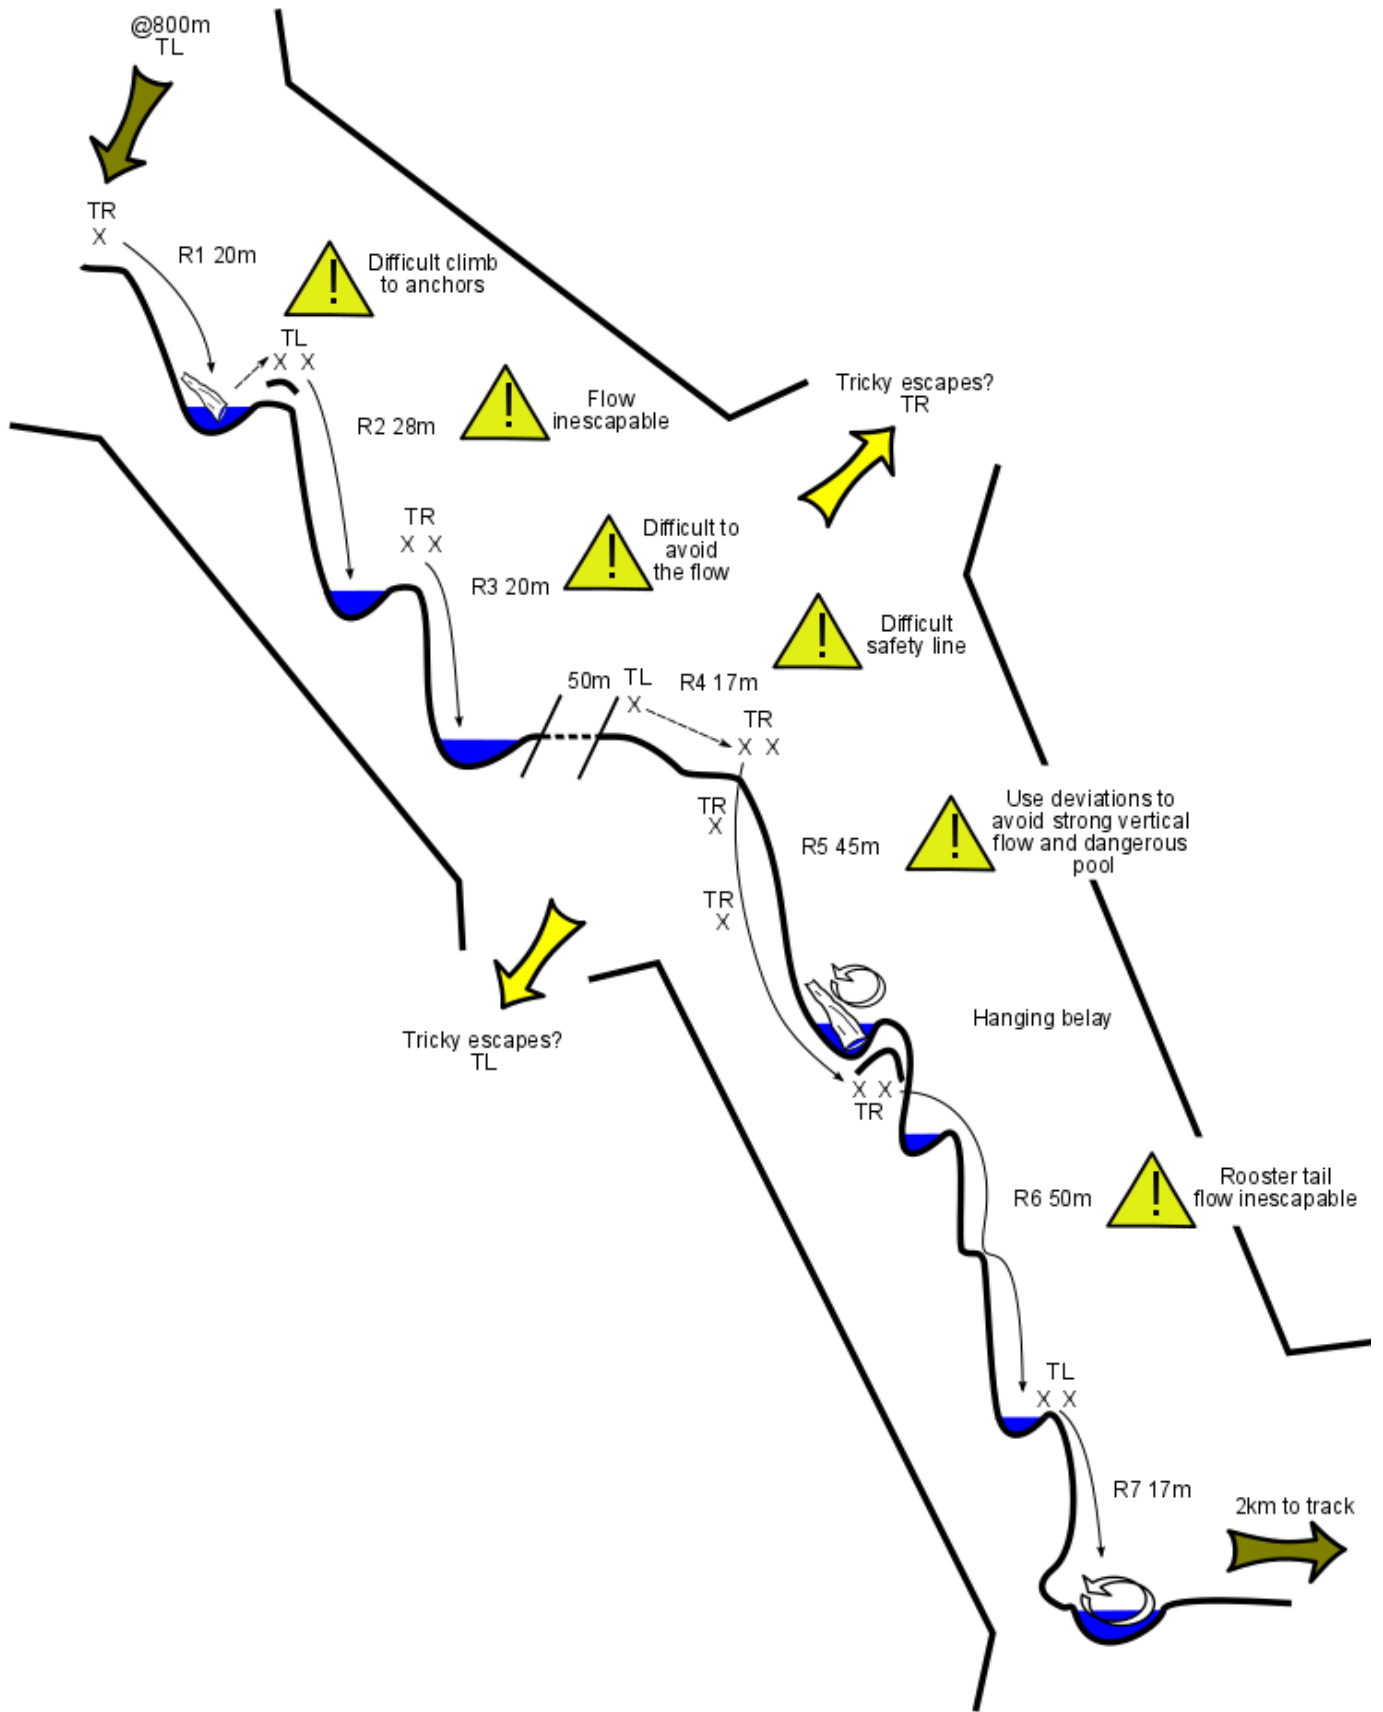 @800m
TL
TR
X
R1 20m
Difficult climb
to anchors
TL
X X
R2 28m
Flow
inescapable
Tricky escapes?
TR
TR
X X
R3 20m
Difficult to
avoid
the flow
Difficult
safety line
50m
TL
X
R4 17m
TR
X X
TR
X
R5 45m
Use deviations to
avoid strong vertical
flow and dangerous
pool
TR
X
Tricky escapes?
TL
Hanging belay
X X
TR
R6 50m
Rooster tail
flow inescapable
TL
X X
R7 17m
2km to track